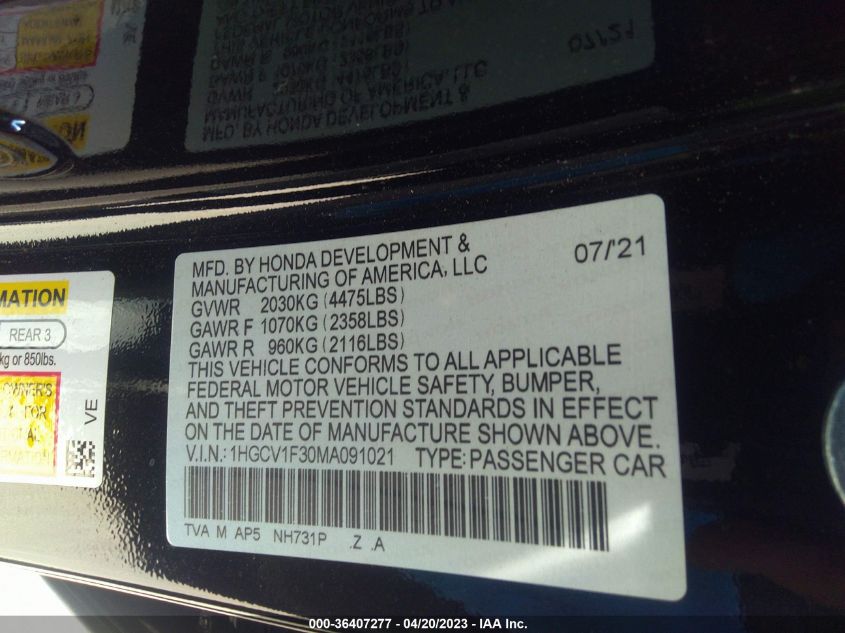 MFD. BY HONDA DEVELOPMENT & 07/'21
MANUFACTURING OF AMERICA, LLC
GVWR 2030KG (4475LBS)
GAWR F 1070KG (2358LBS)
GAWR R 960KG (2116LBS)
THIS VEHICLE CONFORMS TO ALL APPLICABLE
FEDERAL MOTOR VEHICLE SAFETY, BUMPER,
AND THEFT PREVENTION STANDARDS IN EFFECT
ON THE DATE OF MANUFACTURE SHOWN ABOVE.
V.I.N.: 1HGCV1F30MA091021 TYPE: PASSENGER CAR
TVA M AP5 NH731P .Z .A
MATION
REAR 3
kg or 850lbs.
OWNER'S
FOR
VE
000-36407277 - 04/20/2023 - IAA Inc.